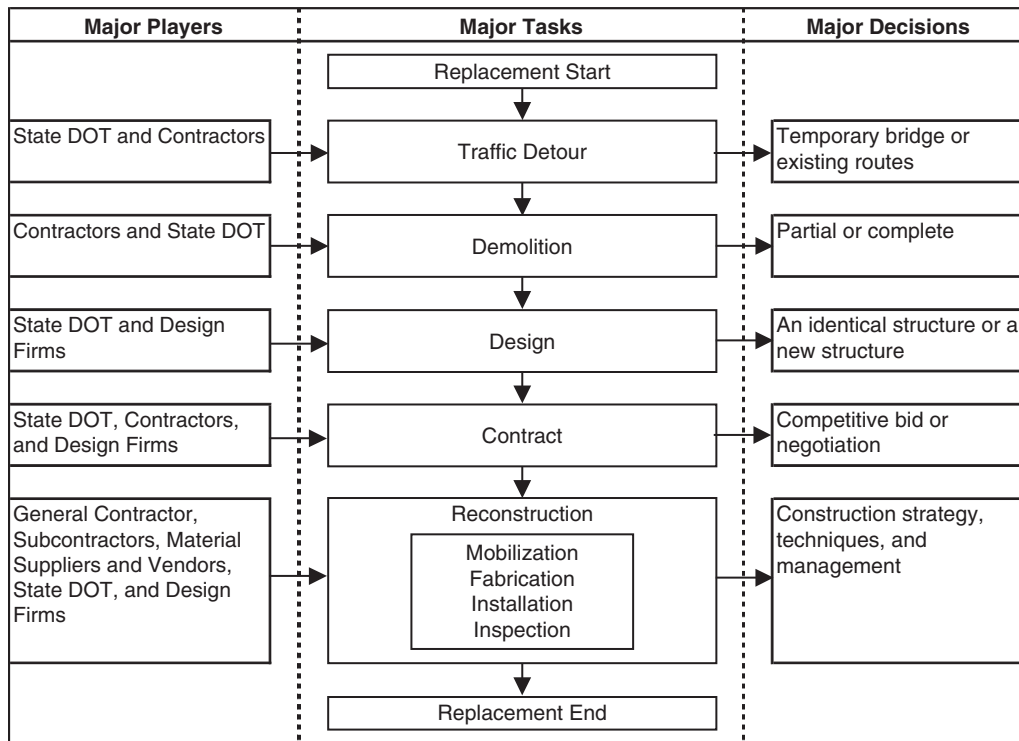 Major Players
Major Tasks
Major Decisions
Replacement Start
State DOT and Contractors
Traffic Detour
Temporary bridge or
existing routes
Contractors and State DOT
Demolition
Partial or complete
State DOT and Design
Firms
Design
An identical structure or a
new structure
State DOT, Contractors,
and Design Firms
Contract
Competitive bid or
negotiation
General Contractor,
Subcontractors, Material
Suppliers and Vendors,
State DOT, and Design
Firms
Reconstruction
Mobilization
Fabrication
Installation
Inspection
Construction strategy,
techniques, and
management
Replacement End